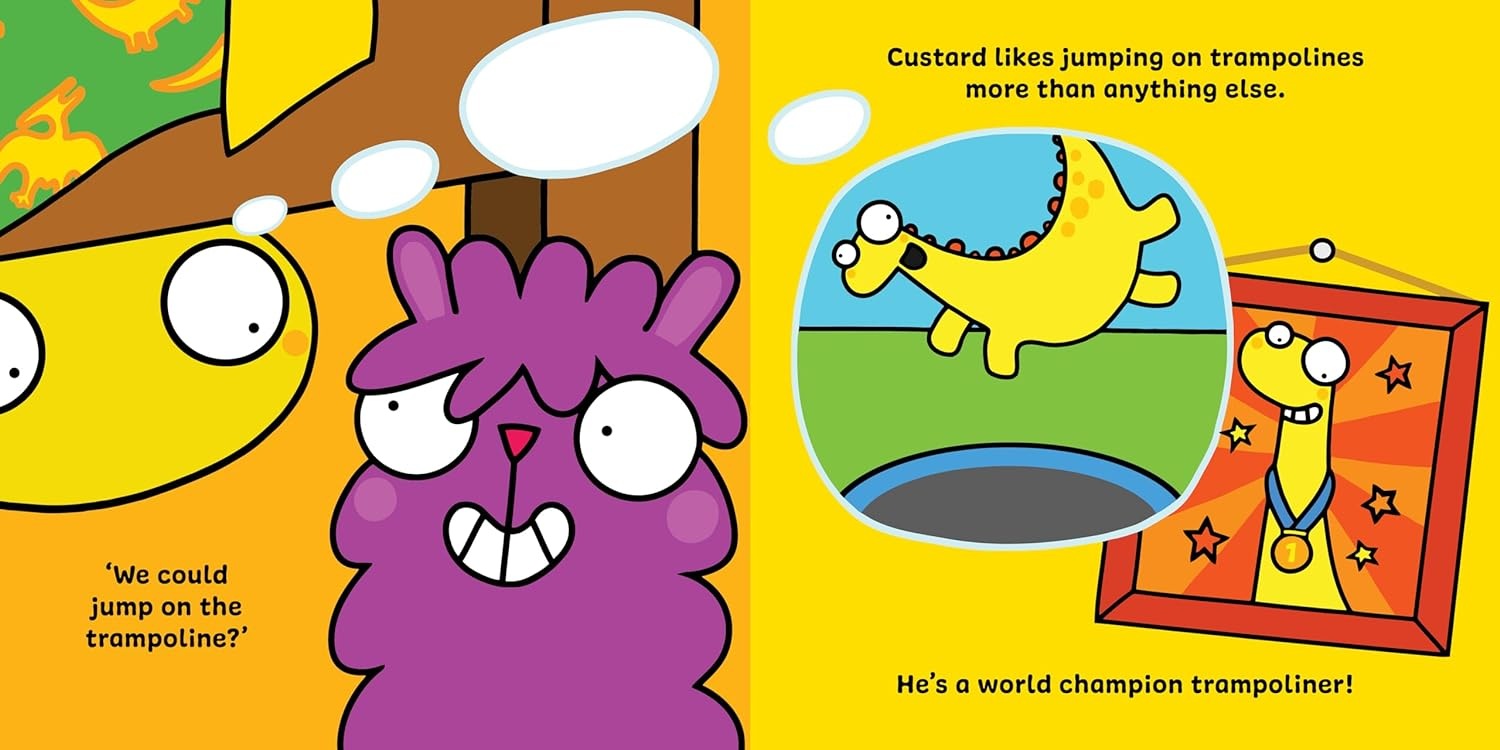 ‘We could
jump on the
trampoline?’
Custard likes jumping on trampolines
more than anything else.
1
He’s a world champion trampoliner!